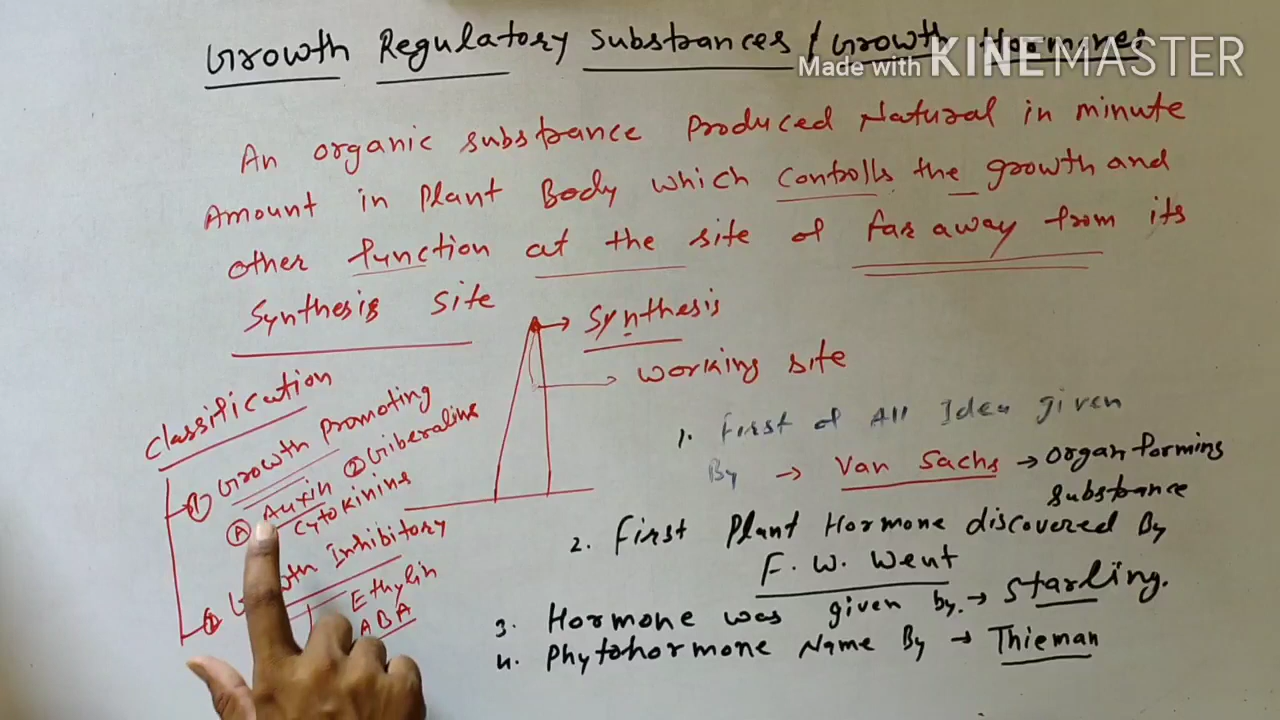 Growth Regulatory Substances / Growth Hormones
Made with KINEMASTER
An organic substance Produced Natural in minute
Amount in Plant Body which controlls the growth and
other function at the site of far away from its
Synthesis site
Synthesis
working site
Classification
① Growth Promoting
Ⓐ Auxin ② Giberaline
Cytokinins
② Inhibitory
Ethylin
ABA
1. First of All Idea given
By → Van Sachs → organ forming
substance
2. First Plant Hormone discovered By
F. W. Went
3. Hormone was given by. → Starling.
4. Phytohormone Name By → Thieman